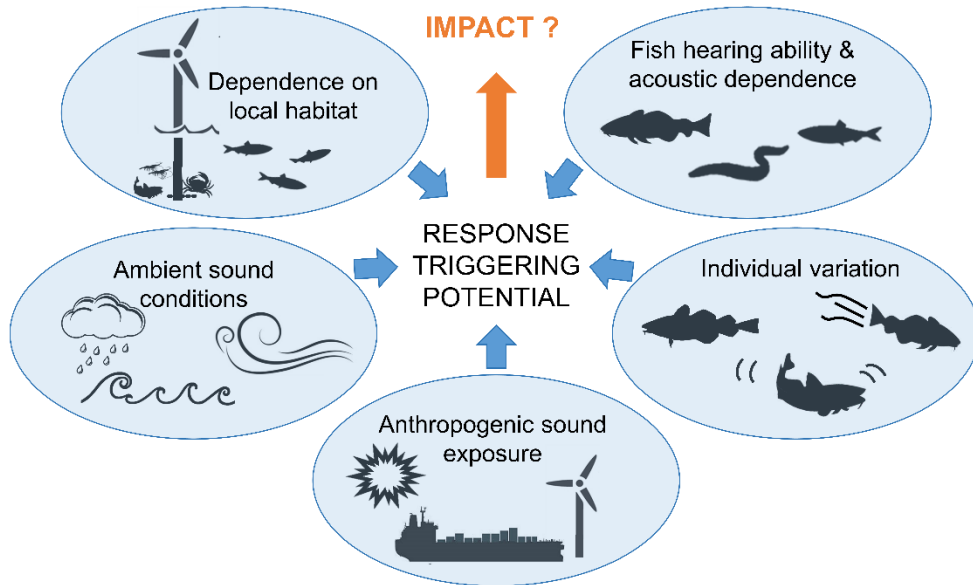 IMPACT ?
Dependence on
local habitat
Fish hearing ability &
acoustic dependence
RESPONSE
TRIGGERING
POTENTIAL
Ambient sound
conditions
Individual variation
Anthropogenic sound
exposure